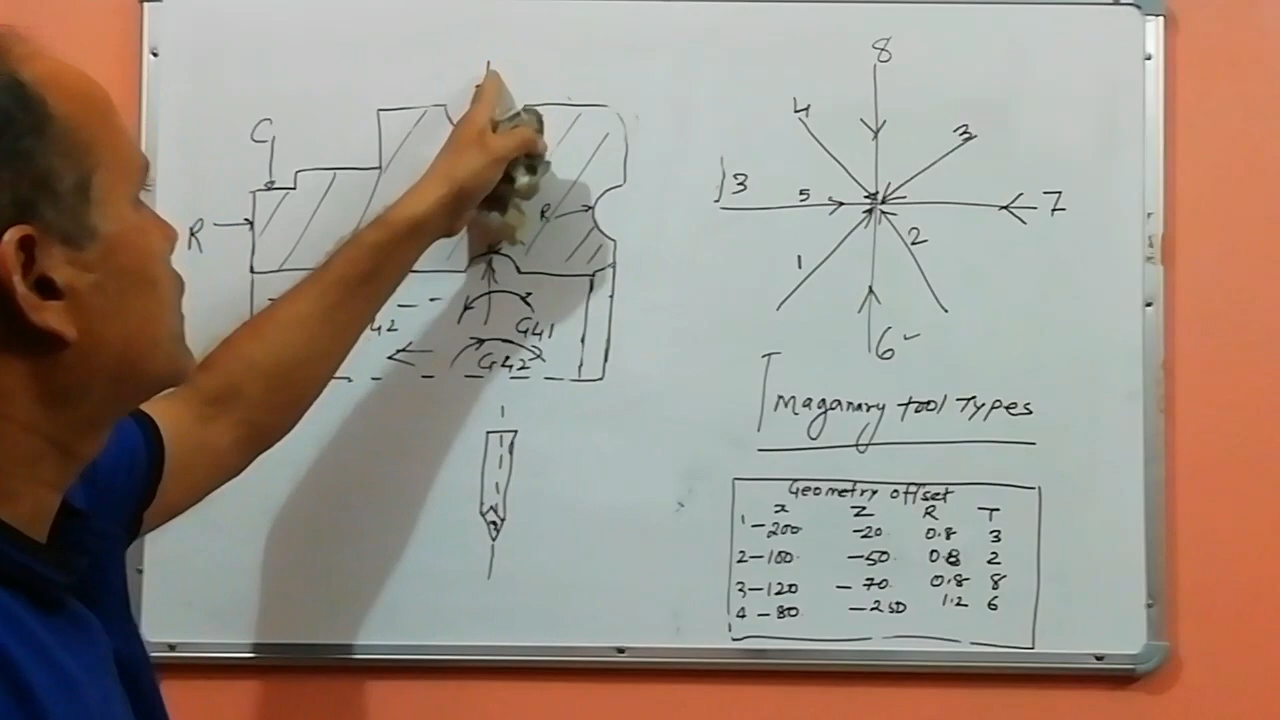 C
R
R
42
G41
G42
8
4
3
3
5
7
1
2
6
Imaganary tool Types
Geometry offset
x Z R T
1 -200 -20 0.8 3
2 -100 -50 0.8 2
3 -120 -70 0.8 8
4 -80 -250 1.2 6